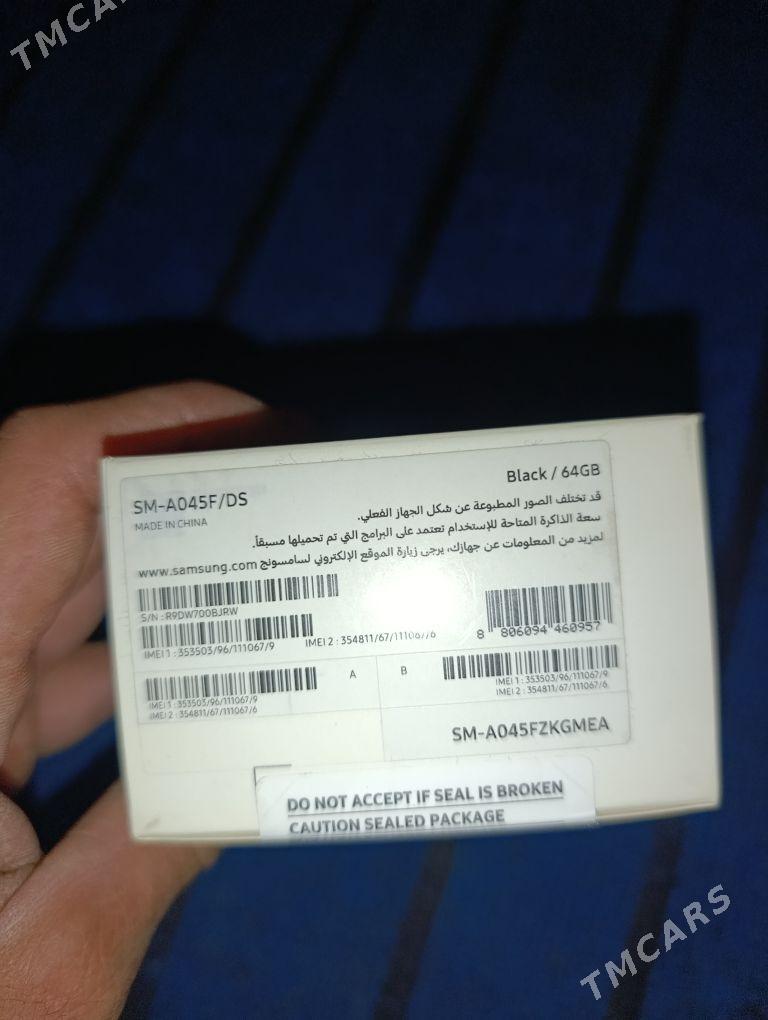 TMCARS
SM-A045F/DS
Black / 64GB
MADE IN CHINA
قد تختلف الصور المطبوعة عن شكل الجهاز الفعلي.
سعة الذاكرة المتاحة للإستخدام تعتمد على البرامج التي تم تحميلها مسبقاً.
لمزيد من المعلومات عن جهازك، يرجى زيارة الموقع الإلكتروني لسامسونج www.samsung.com
S/N : R9DW700BJRW
IMEI 1 : 353503/96/111067/9
IMEI 2 : 354811/67/111067/6
8 806094 460957
IMEI 1 : 353503/96/111067/9
IMEI 2 : 354811/67/111067/6
A
B
IMEI 1 : 353503/96/111067/9
IMEI 2 : 354811/67/111067/6
SM-A045FZKGMEA
DO NOT ACCEPT IF SEAL IS BROKEN
CAUTION SEALED PACKAGE
TMCARS